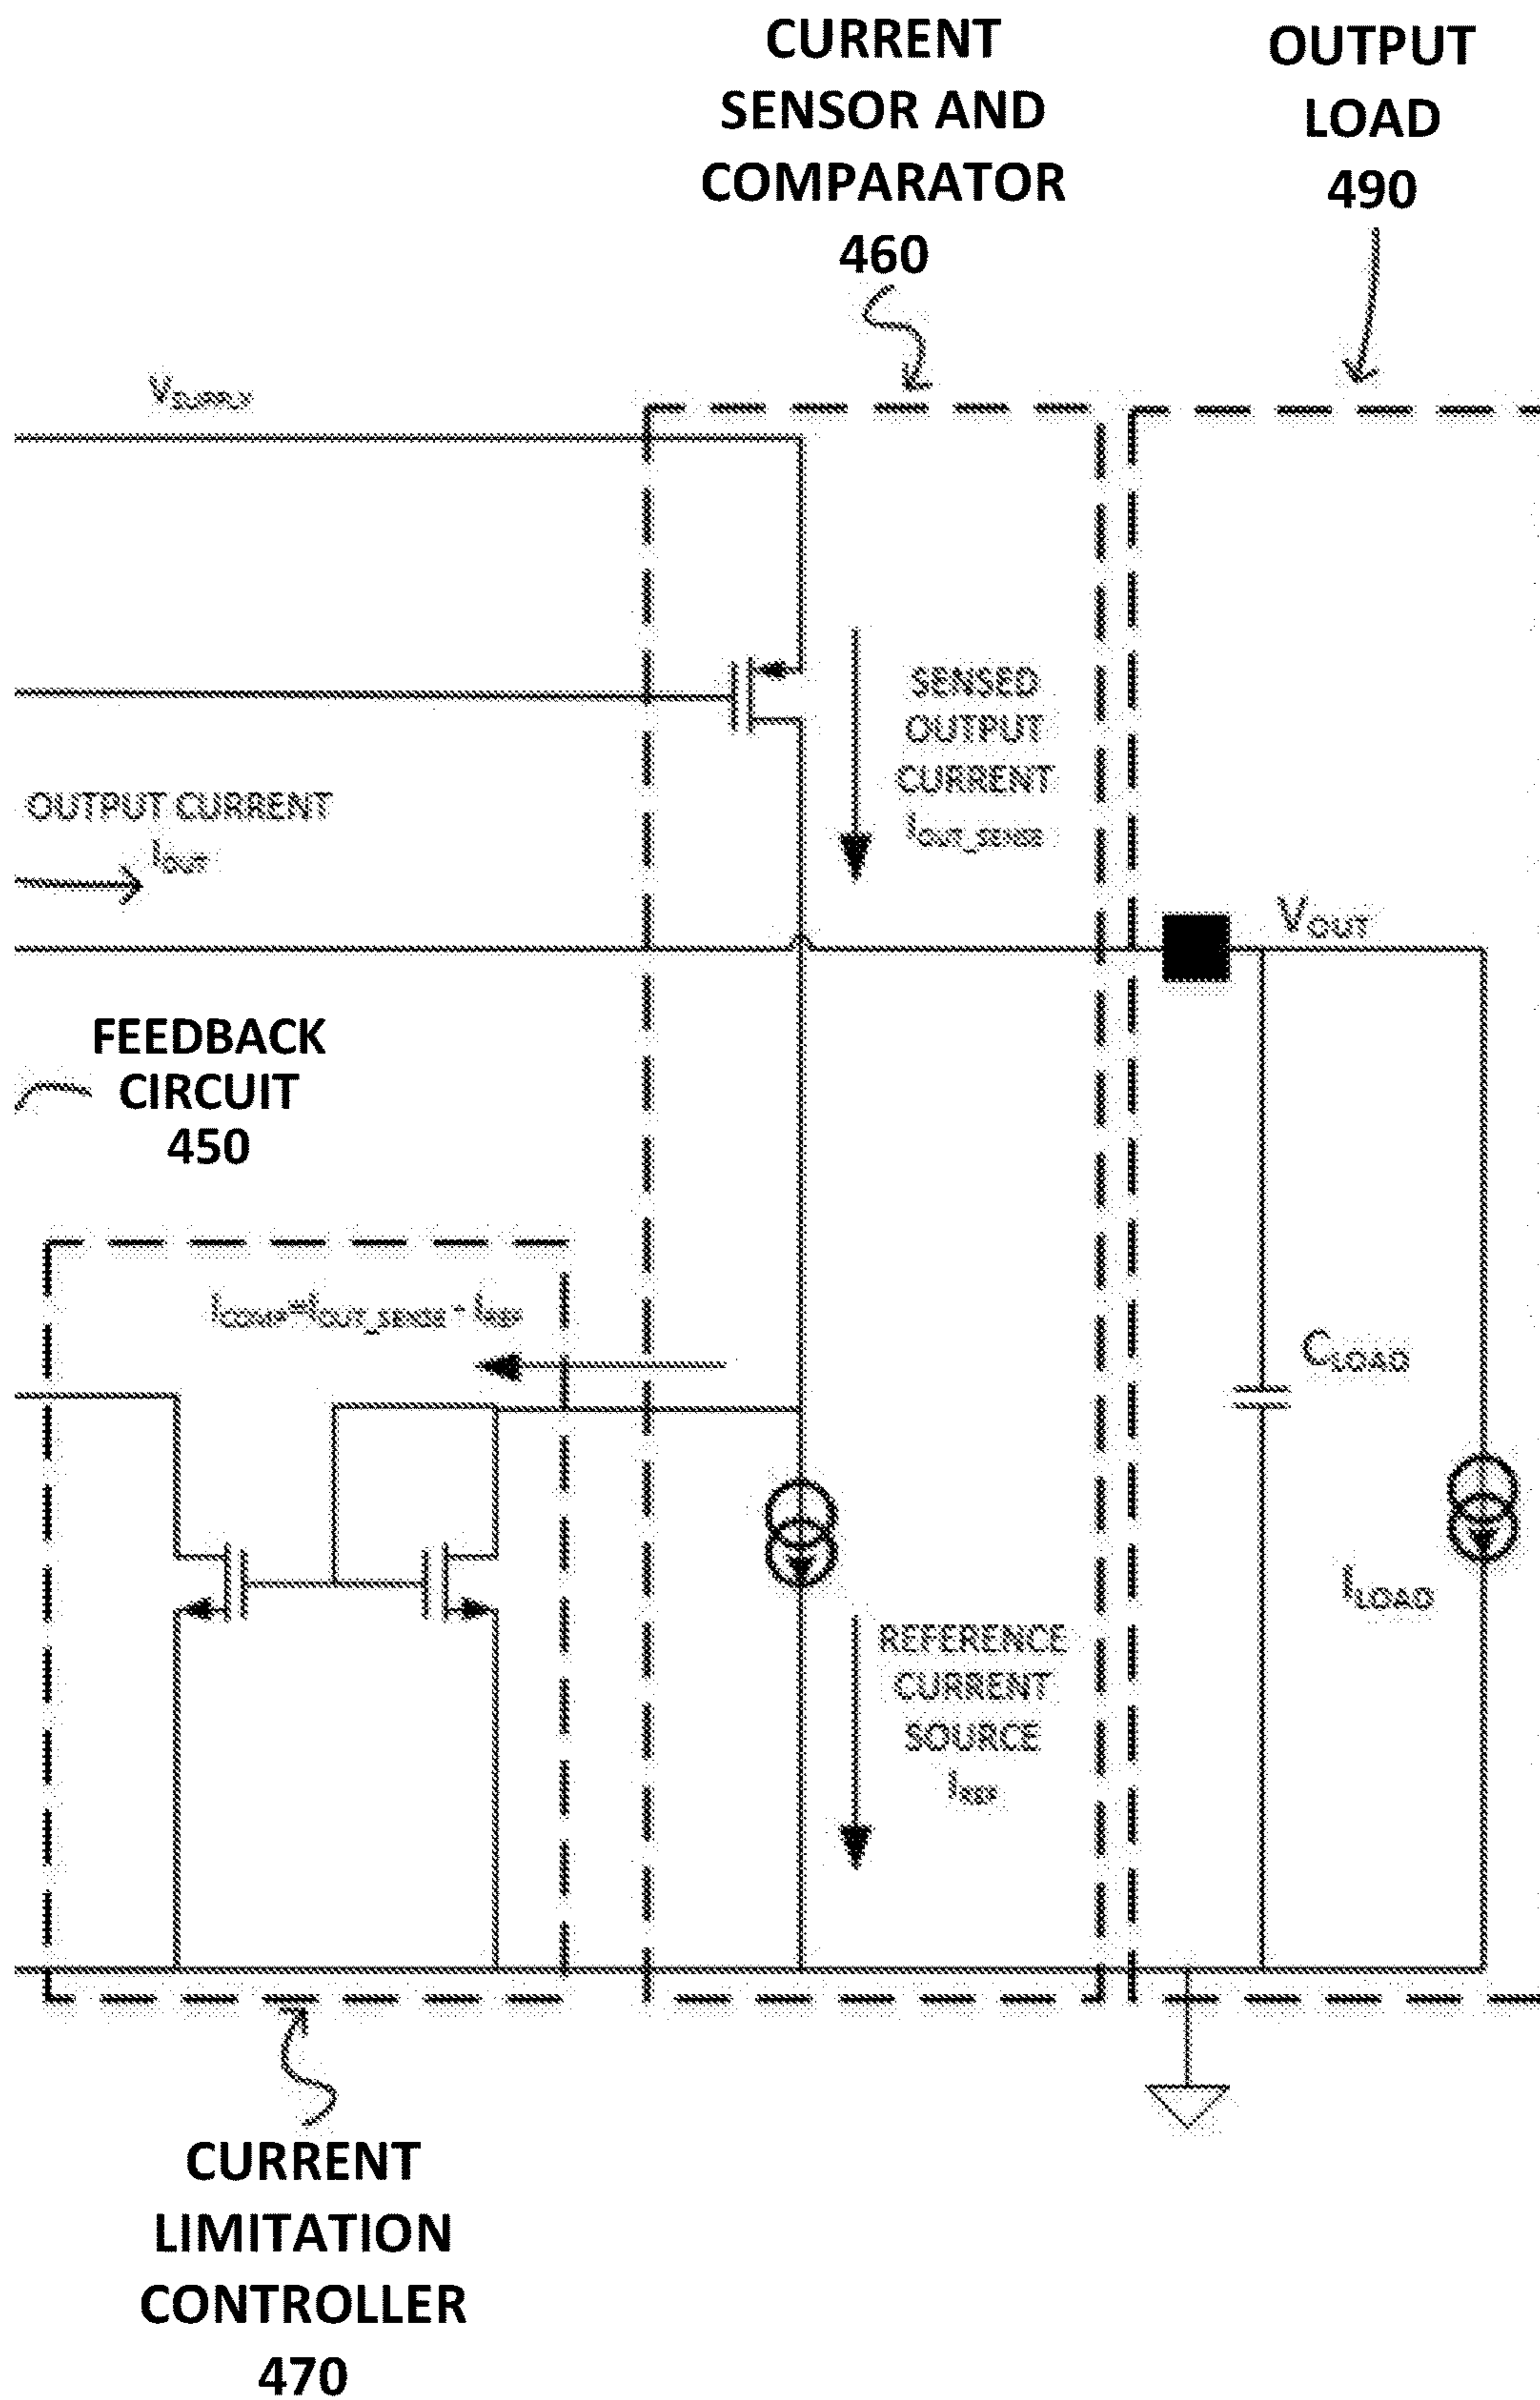 CURRENT
SENSOR AND
COMPARATOR
460
OUTPUT
LOAD
490
VSUPPLY
SENSED
OUTPUT
CURRENT
IOUT_SENSE
OUTPUT CURRENT
IOUT
VOUT
FEEDBACK
CIRCUIT
450
ICOMP=IOUT_SENSE - IREF
CLOAD
ILOAD
REFERENCE
CURRENT
SOURCE
IREF
CURRENT
LIMITATION
CONTROLLER
470